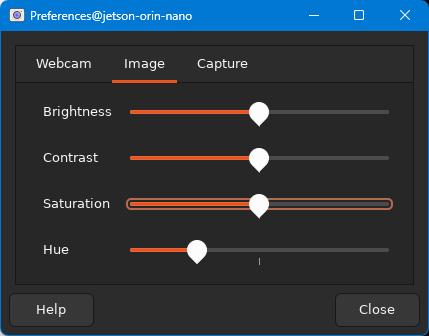 Preferences@jetson-orin-nano
Webcam Image Capture
Brightness
Contrast
Saturation
Hue
Help Close